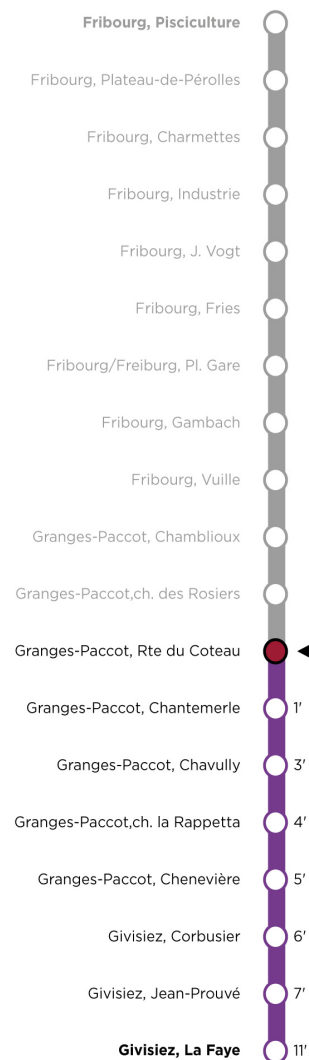 Fribourg, Pisciculture
Fribourg, Plateau-de-Pérolles
Fribourg, Charmettes
Fribourg, Industrie
Fribourg, J. Vogt
Fribourg, Fries
Fribourg/Freiburg, Pl. Gare
Fribourg, Gambach
Fribourg, Vuille
Granges-Paccot, Chamblioux
Granges-Paccot,ch. des Rosiers
Granges-Paccot, Rte du Coteau
Granges-Paccot, Chantemerle 1'
Granges-Paccot, Chavully 3'
Granges-Paccot,ch. la Rappetta 4'
Granges-Paccot, Chenevière 5'
Givisiez, Corbusier 6'
Givisiez, Jean-Prouvé 7'
Givisiez, La Faye 11'